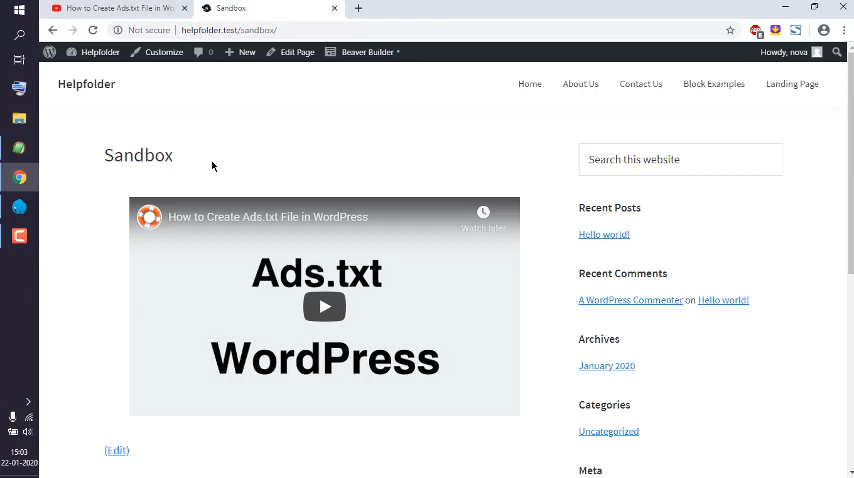 How to Create Ads.txt File in Wo
Sandbox
Not secure helpfolder.test/sandbox/
8
Helpfolder Customize 0 New Edit Page Beaver Builder Howdy, nova
Helpfolder Home About Us Contact Us Block Examples Landing Page
Sandbox
Search this website
How to Create Ads.txt File in WordPress
Watch later
Ads.txt
WordPress
Recent Posts
Hello world!
Recent Comments
A WordPress Commenter on Hello world!
Archives
January 2020
Categories
Uncategorized
(Edit)
Meta
15:03
22-01-2020